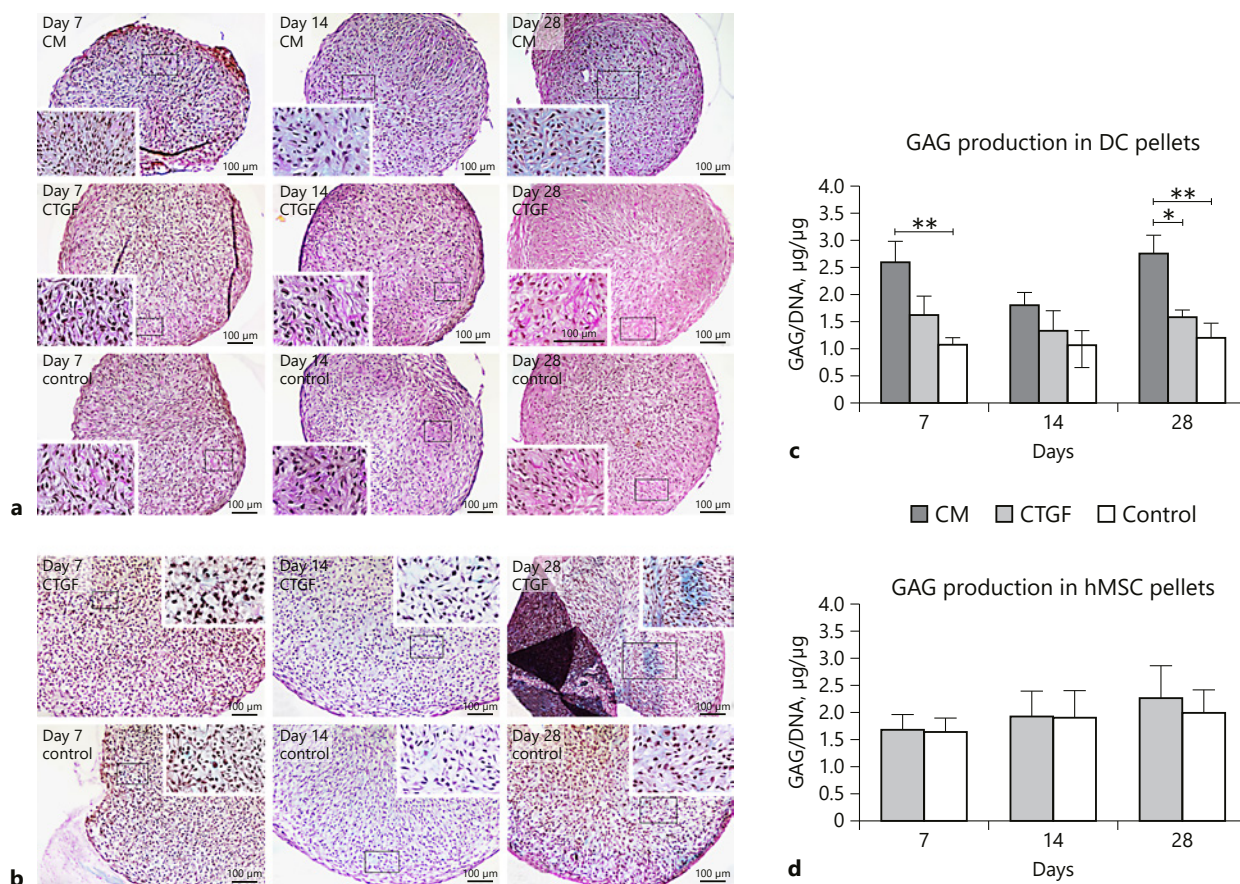 Day 7
CM
100 µm
Day 14
CM
100 µm
Day 28
CM
100 µm
Day 7
CTGF
100 µm
Day 14
CTGF
100 µm
Day 28
CTGF
100 µm
100 µm
Day 7
control
100 µm
Day 14
control
100 µm
Day 28
control
100 µm
a
Day 7
CTGF
100 µm
Day 14
CTGF
100 µm
Day 28
CTGF
100 µm
Day 7
control
100 µm
Day 14
control
100 µm
Day 28
control
100 µm
b
GAG production in DC pellets
GAG/DNA, µg/µg
4.0
3.5
3.0
2.5
2.0
1.5
1.0
0.5
0
**
**
*
7
14
28
Days
c
CM
CTGF
Control
GAG production in hMSC pellets
GAG/DNA, µg/µg
4.0
3.5
3.0
2.5
2.0
1.5
1.0
0.5
0
7
14
28
Days
d